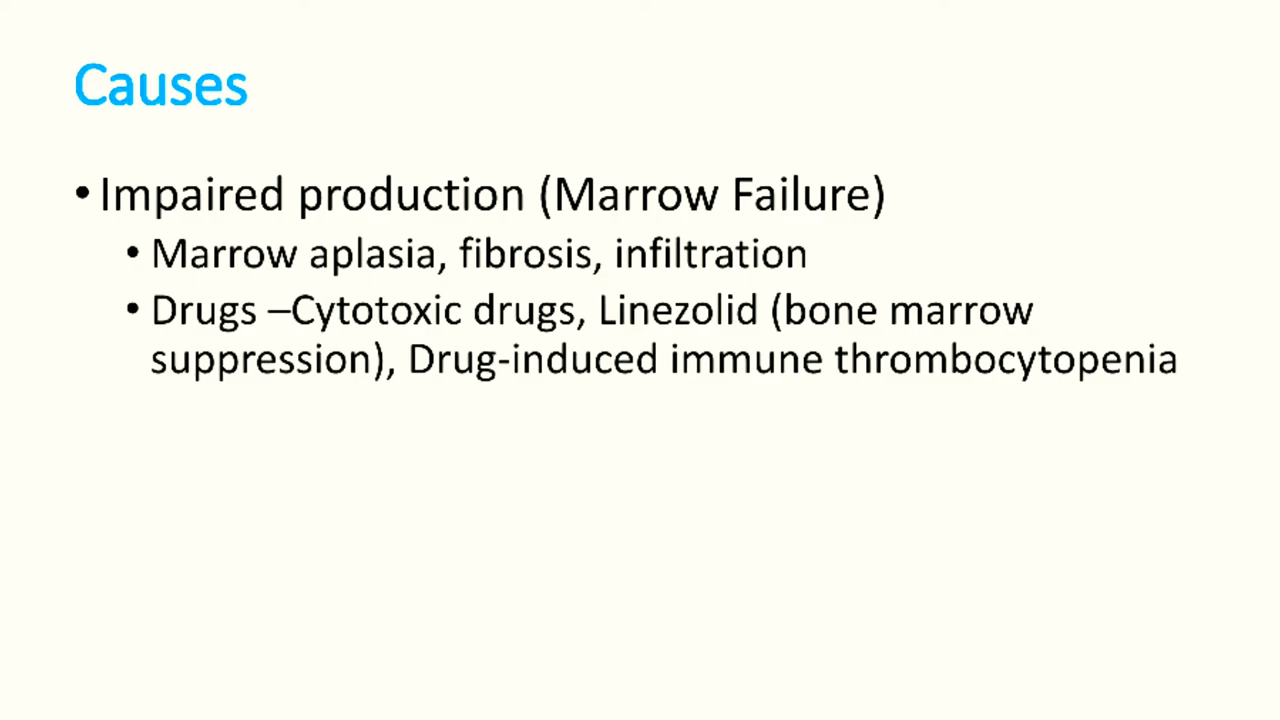 Causes
• Impaired production (Marrow Failure)
• Marrow aplasia, fibrosis, infiltration
• Drugs –Cytotoxic drugs, Linezolid (bone marrow
suppression), Drug-induced immune thrombocytopenia